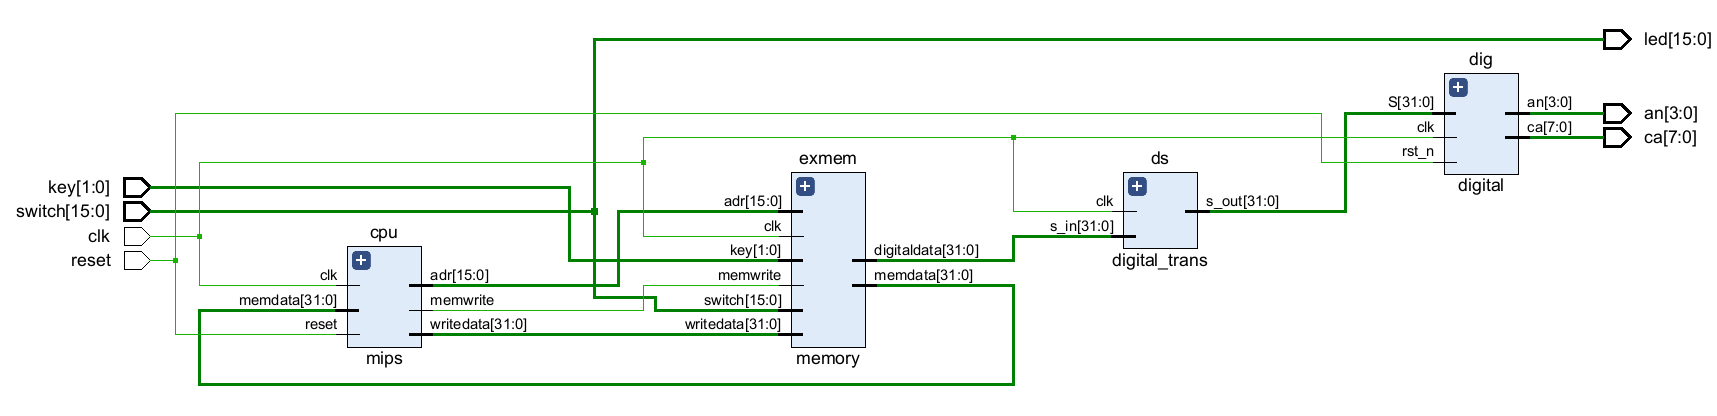 key[1:0]
switch[15:0]
clk
reset
cpu
clk
memdata[31:0]
reset
adr[15:0]
memwrite
writedata[31:0]
mips
exmem
adr[15:0]
clk
key[1:0]
memwrite
switch[15:0]
writedata[31:0]
digitaldata[31:0]
memdata[31:0]
memory
ds
clk
s_in[31:0]
s_out[31:0]
digital_trans
dig
S[31:0]
clk
rst_n
an[3:0]
ca[7:0]
digital
led[15:0]
an[3:0]
ca[7:0]